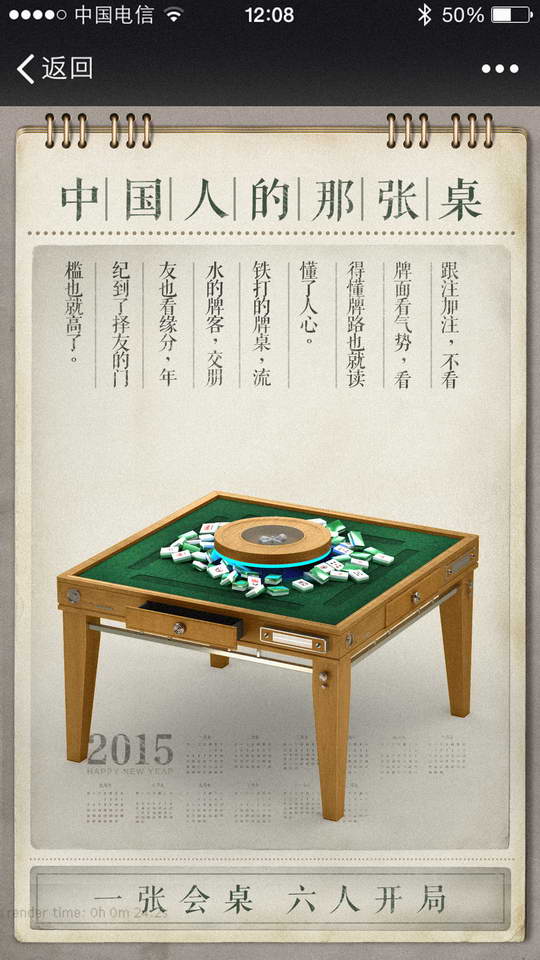 中国电信
12:08
50%
返回
中国人的那张桌
跟注加注，不看
牌面看气势，看
得懂牌路也就读
懂了人心。
铁打的牌桌，流
水的牌客，交朋
友也看缘分，年
纪到了择友的门
槛也就高了。
2015
HAPPY NEW YEAR
一张会桌 六人开局
render time: 0h 0m 24.2s